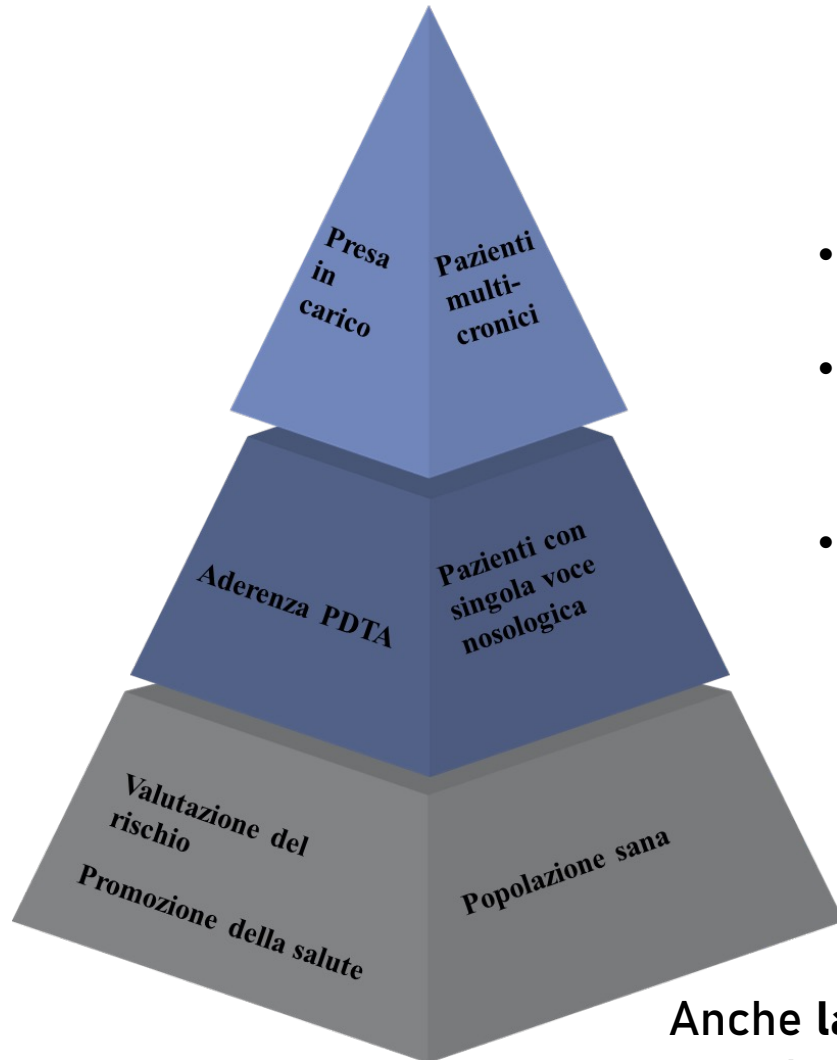 Presa
in
carico
Pazienti
multi-
cronici
Aderenza PDTA
Pazienti con
singola voce
nosologica
Valutazione del
rischio
Promozione della salute
Popolazione sana
•
•
•
Anche